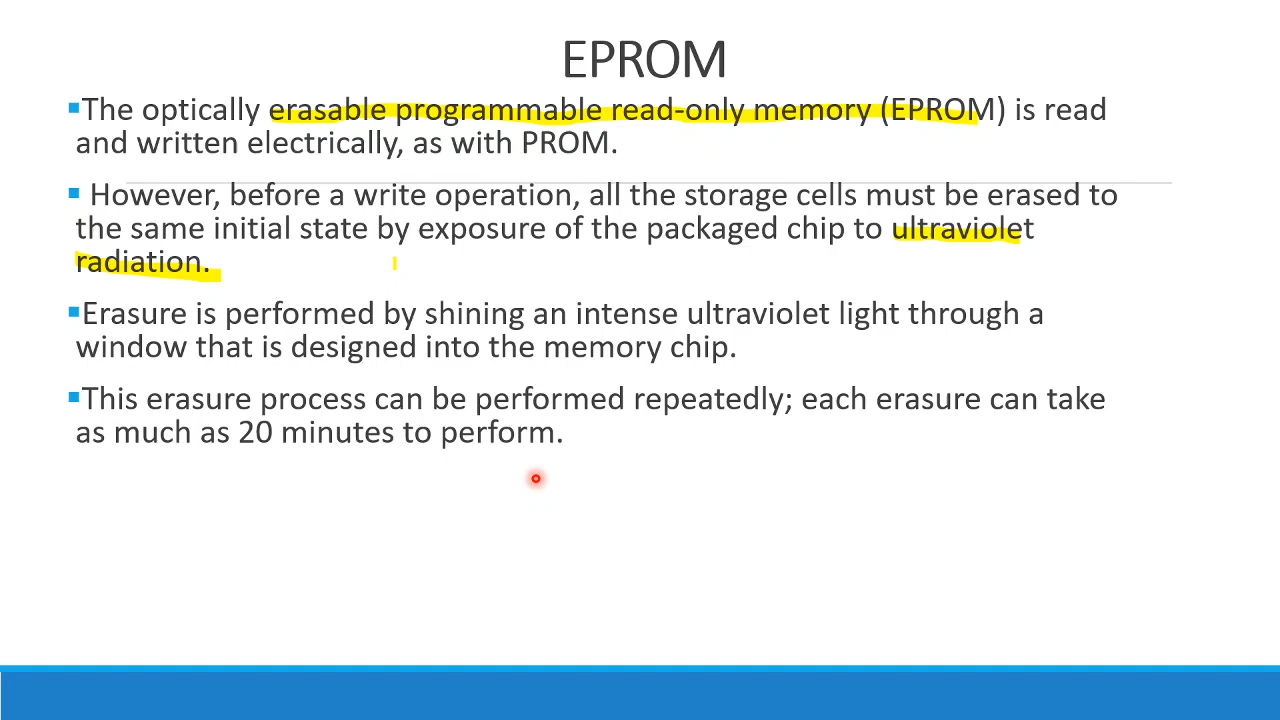 EPROM
▪The optically erasable programmable read-only memory (EPROM) is read
and written electrically, as with PROM.
▪ However, before a write operation, all the storage cells must be erased to
the same initial state by exposure of the packaged chip to ultraviolet
radiation.
▪Erasure is performed by shining an intense ultraviolet light through a
window that is designed into the memory chip.
▪This erasure process can be performed repeatedly; each erasure can take
as much as 20 minutes to perform.